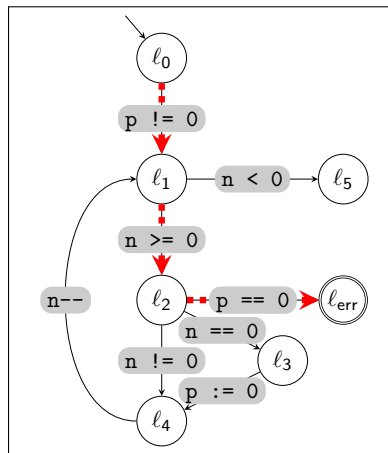 ℓ0
p != 0
ℓ1 n < 0 ℓ5
n >= 0
n-- ℓ2 p == 0 ℓerr
n == 0
n != 0 ℓ3
p := 0
ℓ4